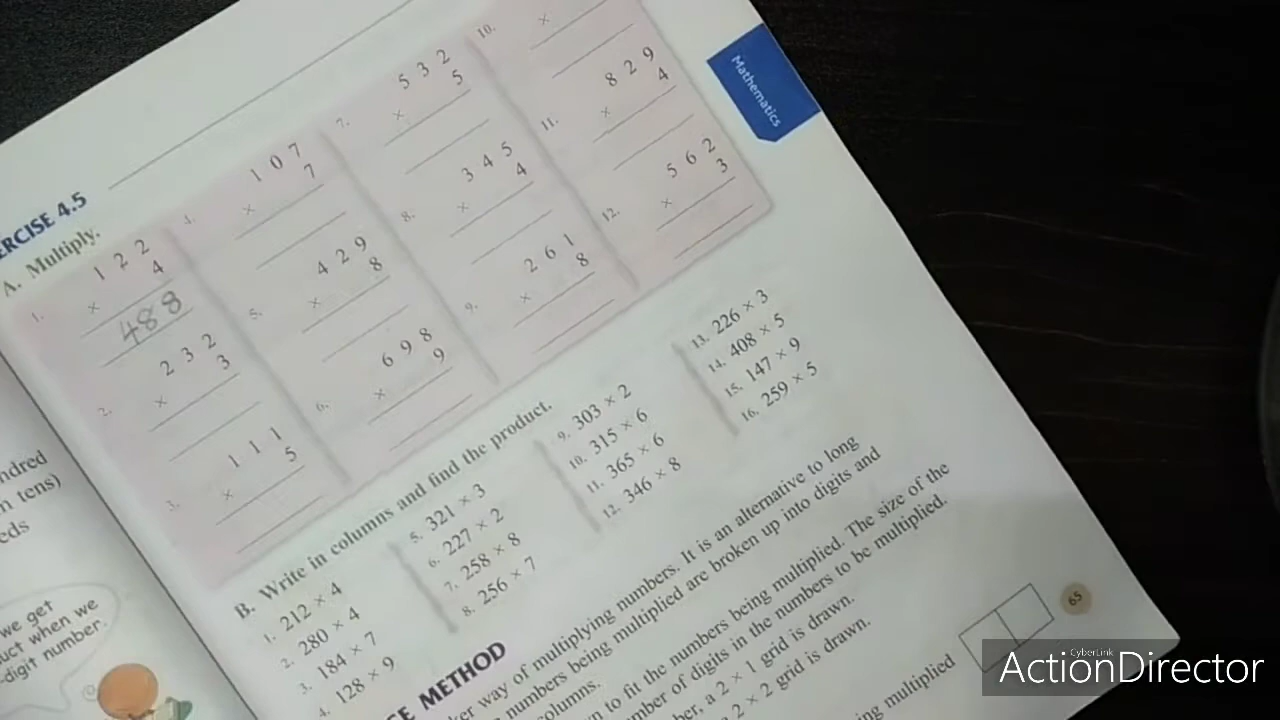 ERCISE 4.5
A. Multiply.
1. 1 2 2
× 4
488
2. 2 3 2
× 3
3. 1 1 1
× 5
4. 1 0 7
× 7
5. 4 2 9
× 8
6. 6 9 8
× 9
7. 5 3 2
× 5
8. 3 4 5
× 4
9. 2 6 1
× 8
10.
×
11. 8 2 9
× 4
12. 5 6 2
× 3
Mathematics
B. Write in columns and find the product.
1. 212 × 4
2. 280 × 4
3. 184 × 7
4. 128 × 9
5. 321 × 3
6. 227 × 2
7. 258 × 8
8. 256 × 7
9. 303 × 2
10. 315 × 6
11. 365 × 6
12. 346 × 8
13. 226 × 3
14. 408 × 5
15. 147 × 9
16. 259 × 5
METHOD
ker way of multiplying numbers. It is an alternative to long
numbers being multiplied are broken up into digits and
columns.
n to fit the numbers being multiplied. The size of the
mber of digits in the numbers to be multiplied.
ber, a 2 × 1 grid is drawn.
a 2 × 2 grid is drawn.
ing multiplied
65
ndred
n tens)
eds
we get
uct when we
-digit number.
CyberLink
ActionDirector